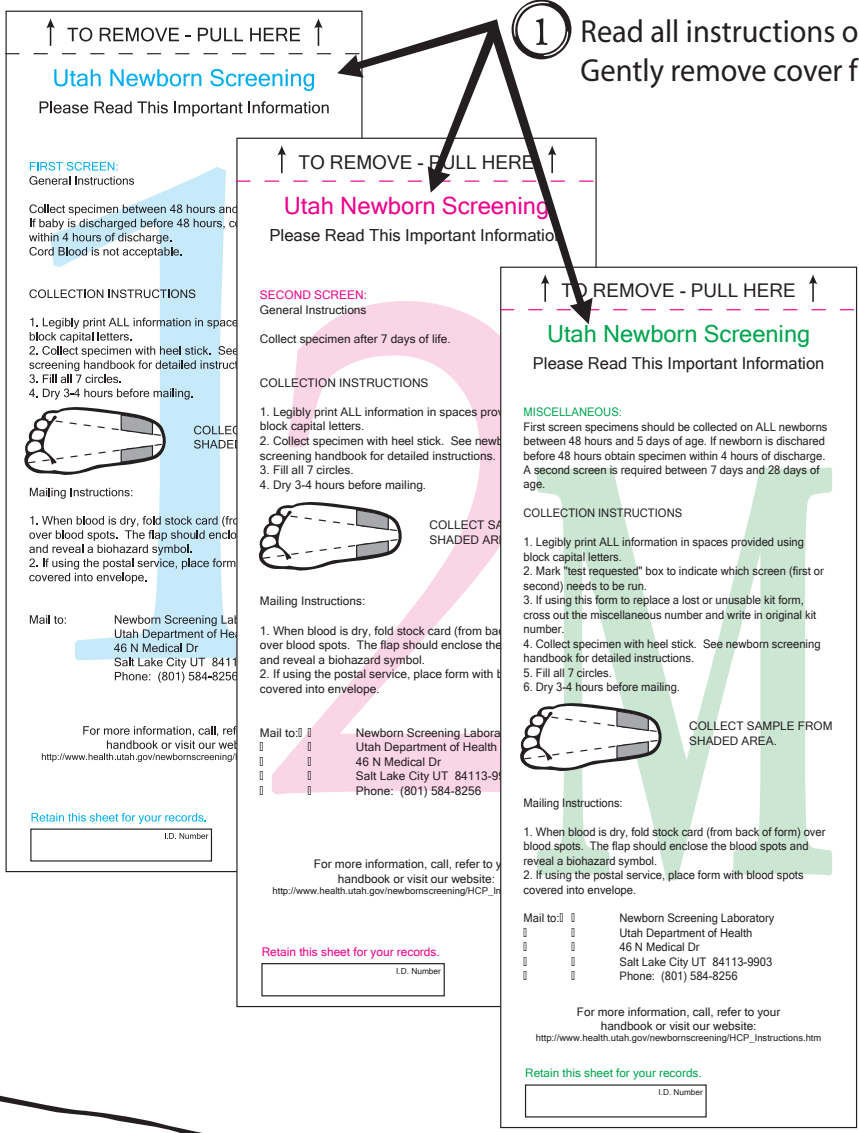 1 Read all instructions o
Gently remove cover f
TO REMOVE - PULL HERE
Utah Newborn Screening
Please Read This Important Information
FIRST SCREEN:
General Instructions
Collect specimen between 48 hours and
If baby is discharged before 48 hours, c
within 4 hours of discharge.
Cord Blood is not acceptable.
COLLECTION INSTRUCTIONS
1. Legibly print ALL information in space
block capital letters.
2. Collect specimen with heel stick. See
screening handbook for detailed instruct
3. Fill all 7 circles.
4. Dry 3-4 hours before mailing.
COLLEC
SHADE
Mailing Instructions:
1. When blood is dry, fold stock card (fro
over blood spots. The flap should enclo
and reveal a biohazard symbol.
2. If using the postal service, place form
covered into envelope.
Mail to: Newborn Screening Lab
Utah Department of Hea
46 N Medical Dr
Salt Lake City UT 8411
Phone: (801) 584-8256
For more information, call, ref
handbook or visit our web
http://www.health.utah.gov/newbornscreening/
Retain this sheet for your records.
I.D. Number
1
TO REMOVE - PULL HERE
Utah Newborn Screening
Please Read This Important Information
SECOND SCREEN:
General Instructions
Collect specimen after 7 days of life.
COLLECTION INSTRUCTIONS
1. Legibly print ALL information in spaces prov
block capital letters.
2. Collect specimen with heel stick. See newb
screening handbook for detailed instructions.
3. Fill all 7 circles.
4. Dry 3-4 hours before mailing.
COLLECT SA
SHADED ARE
Mailing Instructions:
1. When blood is dry, fold stock card (from bac
over blood spots. The flap should enclose the
and reveal a biohazard symbol.
2. If using the postal service, place form with b
covered into envelope.
Mail to: Newborn Screening Labora
Utah Department of Health
46 N Medical Dr
Salt Lake City UT 84113-99
Phone: (801) 584-8256
For more information, call, refer to y
handbook or visit our website:
http://www.health.utah.gov/newbornscreening/HCP_In
Retain this sheet for your records.
I.D. Number
2
TO REMOVE - PULL HERE
Utah Newborn Screening
Please Read This Important Information
MISCELLANEOUS:
First screen specimens should be collected on ALL newborns
between 48 hours and 5 days of age. If newborn is dischared
before 48 hours obtain specimen within 4 hours of discharge.
A second screen is required between 7 days and 28 days of
age.
COLLECTION INSTRUCTIONS
1. Legibly print ALL information in spaces provided using
block capital letters.
2. Mark "test requested" box to indicate which screen (first or
second) needs to be run.
3. If using this form to replace a lost or unusable kit form,
cross out the miscellaneous number and write in original kit
number.
4. Collect specimen with heel stick. See newborn screening
handbook for detailed instructions.
5. Fill all 7 circles.
6. Dry 3-4 hours before mailing.
COLLECT SAMPLE FROM
SHADED AREA.
Mailing Instructions:
1. When blood is dry, fold stock card (from back of form) over
blood spots. The flap should enclose the blood spots and
reveal a biohazard symbol.
2. If using the postal service, place form with blood spots
covered into envelope.
Mail to: Newborn Screening Laboratory
Utah Department of Health
46 N Medical Dr
Salt Lake City UT 84113-9903
Phone: (801) 584-8256
For more information, call, refer to your
handbook or visit our website:
http://www.health.utah.gov/newbornscreening/HCP_Instructions.htm
Retain this sheet for your records.
I.D. Number
M